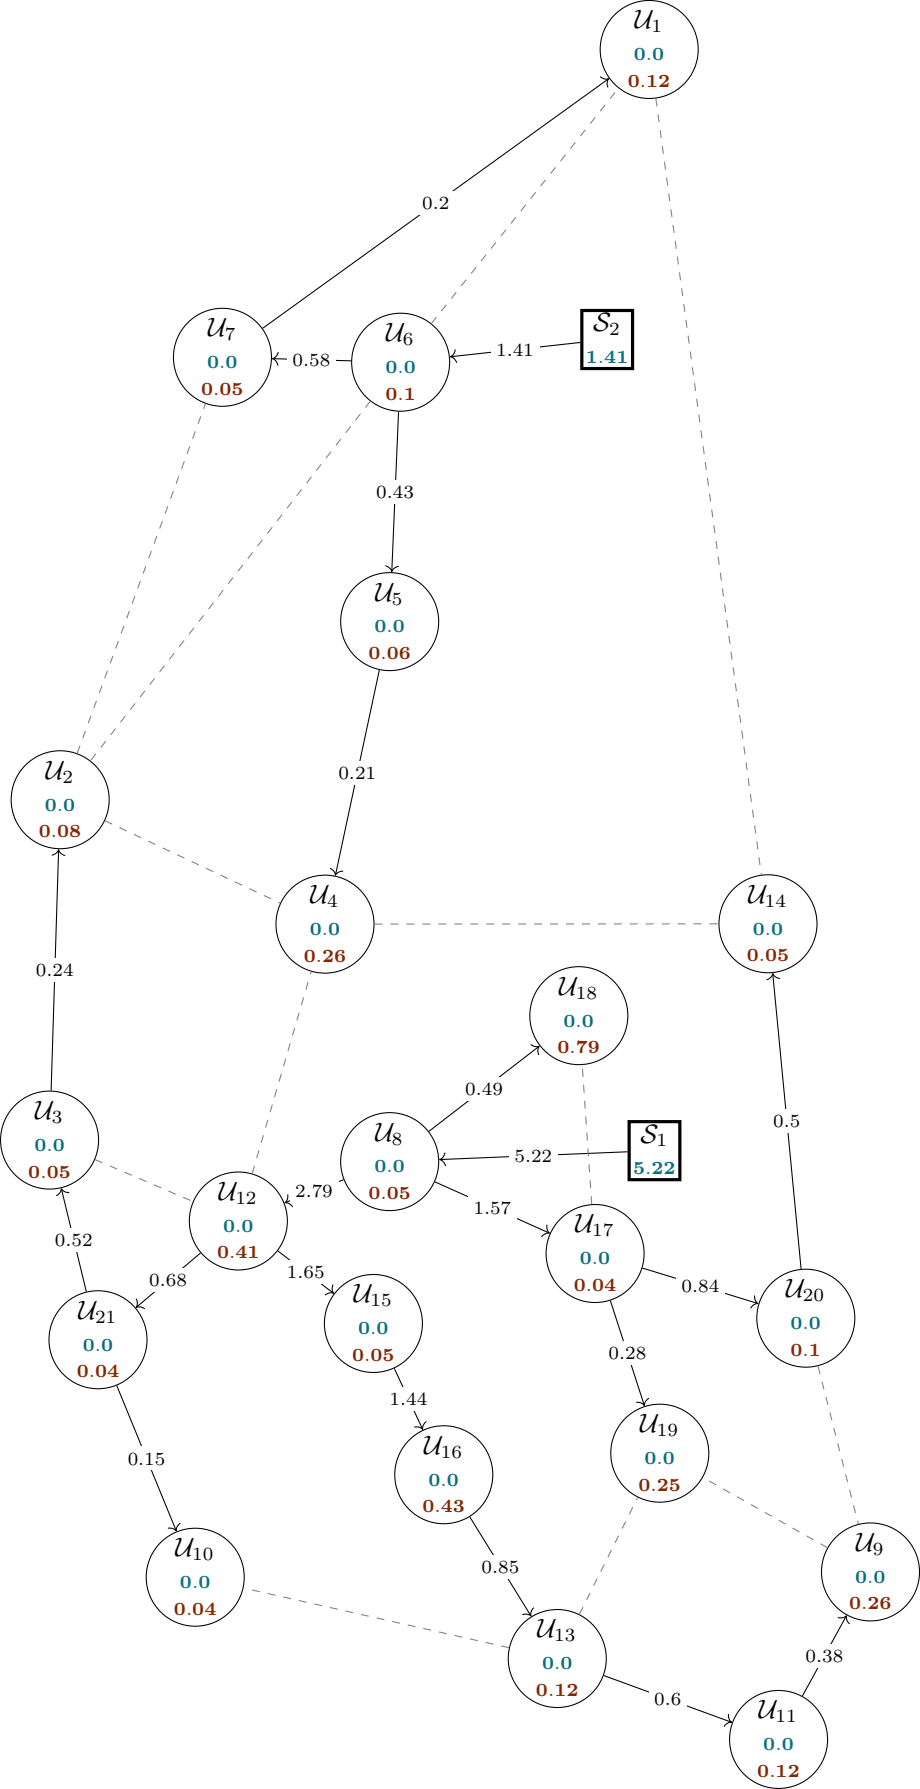 𝒰₁
0.0
0.12
0.2
𝒰₇
0.0
0.05
0.58
𝒰₆
0.0
0.1
1.41
𝒮₂
1.41
0.43
𝒰₅
0.0
0.06
0.21
𝒰₂
0.0
0.08
𝒰₄
0.0
0.26
𝒰₁₄
0.0
0.05
0.24
𝒰₁₈
0.0
0.79
0.49
0.5
𝒰₃
0.0
0.05
𝒰₈
0.0
0.05
5.22
𝒮₁
5.22
𝒰₁₂
0.0
0.41
2.79
1.57
𝒰₁₇
0.0
0.04
0.52
0.68
1.65
0.84
𝒰₂₁
0.0
0.04
𝒰₁₅
0.0
0.05
0.28
𝒰₂₀
0.0
0.1
1.44
0.15
𝒰₁₆
0.0
0.43
𝒰₁₉
0.0
0.25
𝒰₁₀
0.0
0.04
0.85
𝒰₉
0.0
0.26
𝒰₁₃
0.0
0.12
0.38
0.6
𝒰₁₁
0.0
0.12